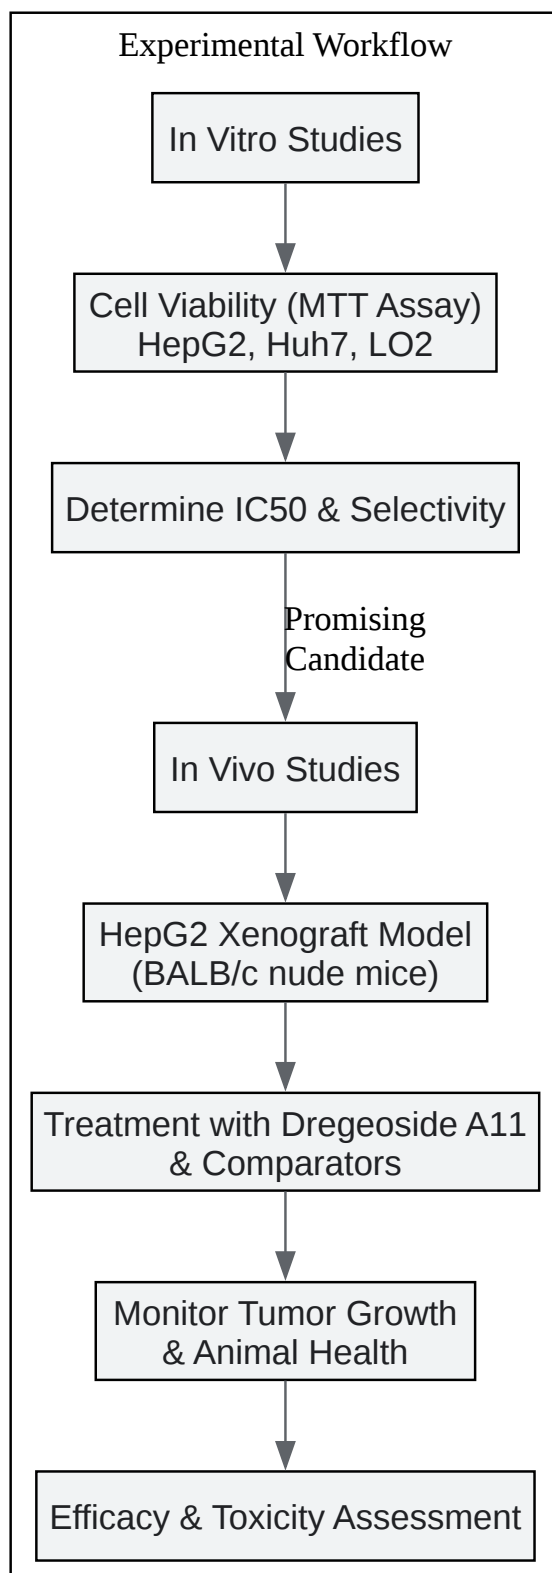 Experimental Workflow
In Vitro Studies
Cell Viability (MTT Assay)
HepG2, Huh7, LO2
Determine IC50 & Selectivity
Promising
Candidate
In Vivo Studies
HepG2 Xenograft Model
(BALB/c nude mice)
Treatment with Dregeoside A11
& Comparators
Monitor Tumor Growth
& Animal Health
Efficacy & Toxicity Assessment